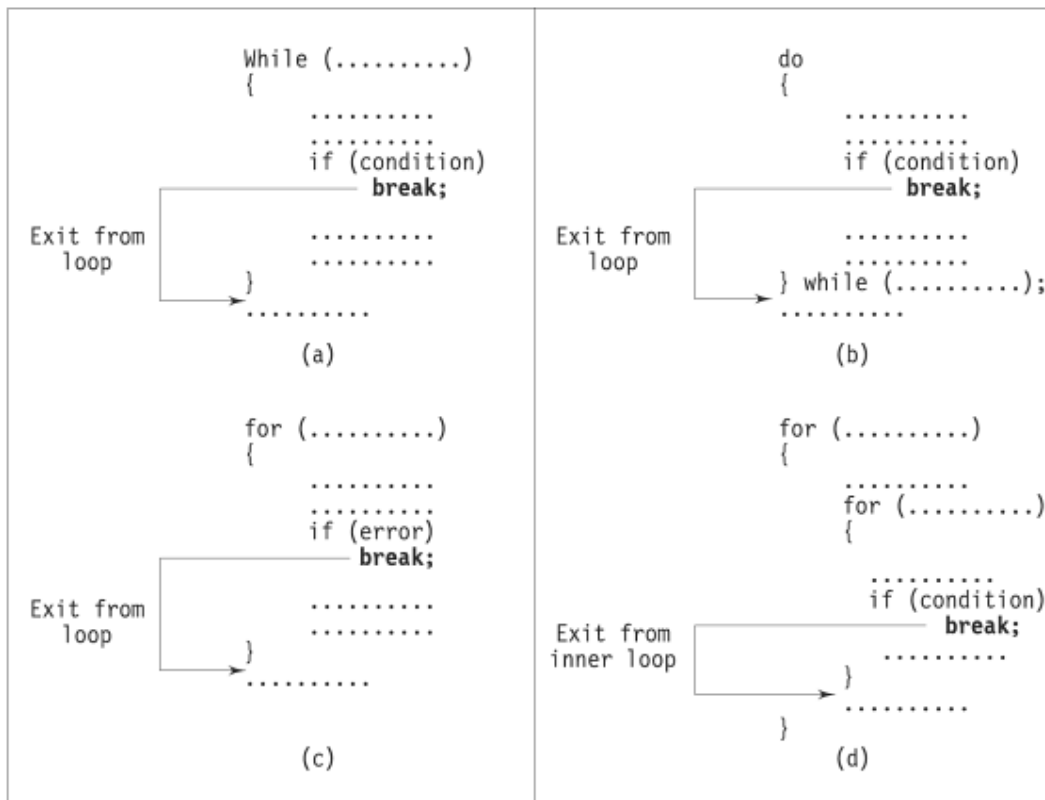 While (..........)
{
..........
..........
if (condition)
break;
Exit from
loop
..........
..........
}
..........
(a)
do
{
..........
..........
if (condition)
break;
Exit from
loop
..........
..........
} while (..........);
..........
(b)
for (..........)
{
..........
..........
if (error)
break;
Exit from
loop
..........
..........
}
..........
(c)
for (..........)
{
..........
for (..........)
{
..........
if (condition)
break;
Exit from
inner loop
..........
}
..........
}
(d)